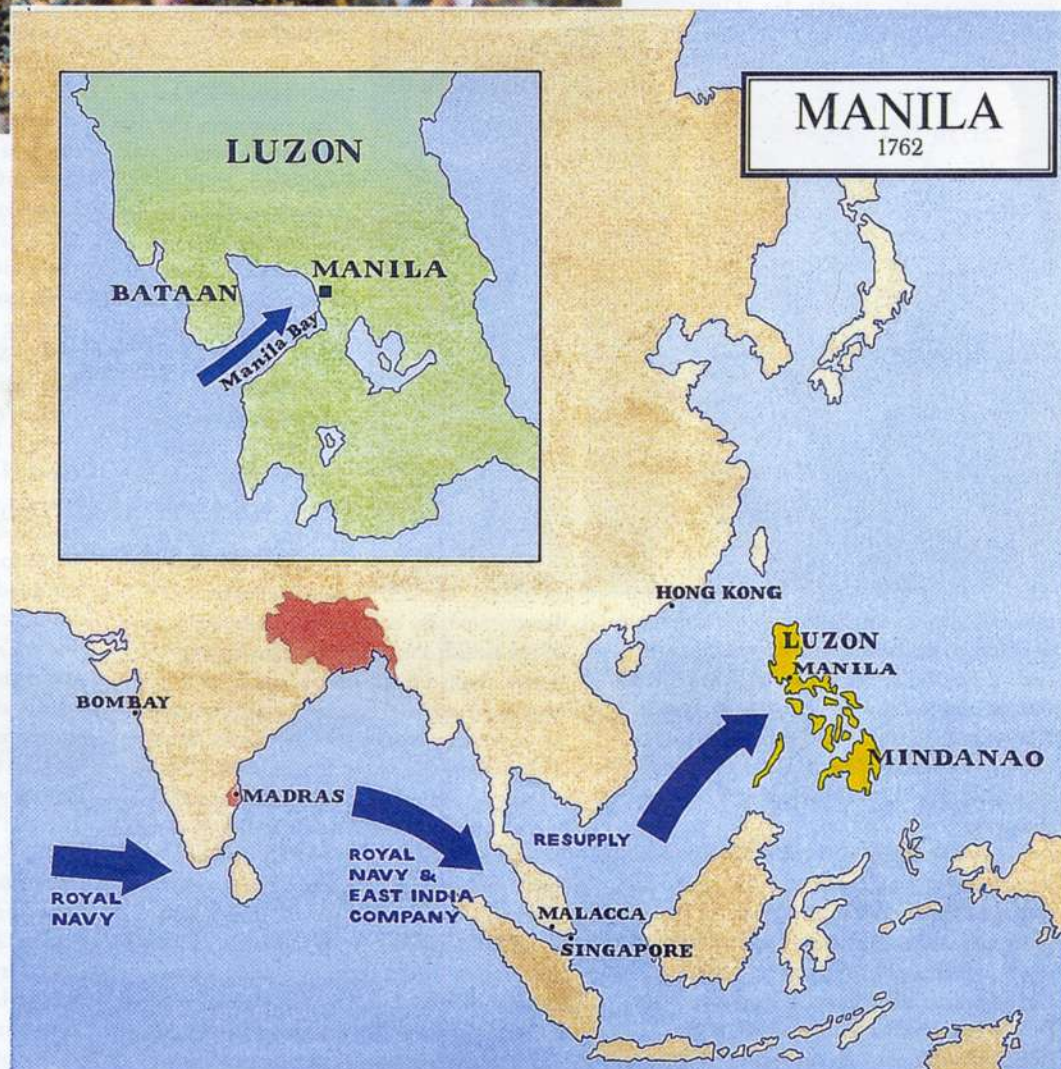 MANILA
1762
LUZON
MANILA
BATAAN
Manila Bay
HONG KONG
LUZON
MANILA
BOMBAY
MINDANAO
MADRAS
RESUPPLY
ROYAL
NAVY &
EAST INDIA
COMPANY
ROYAL
NAVY
MALACCA
SINGAPORE